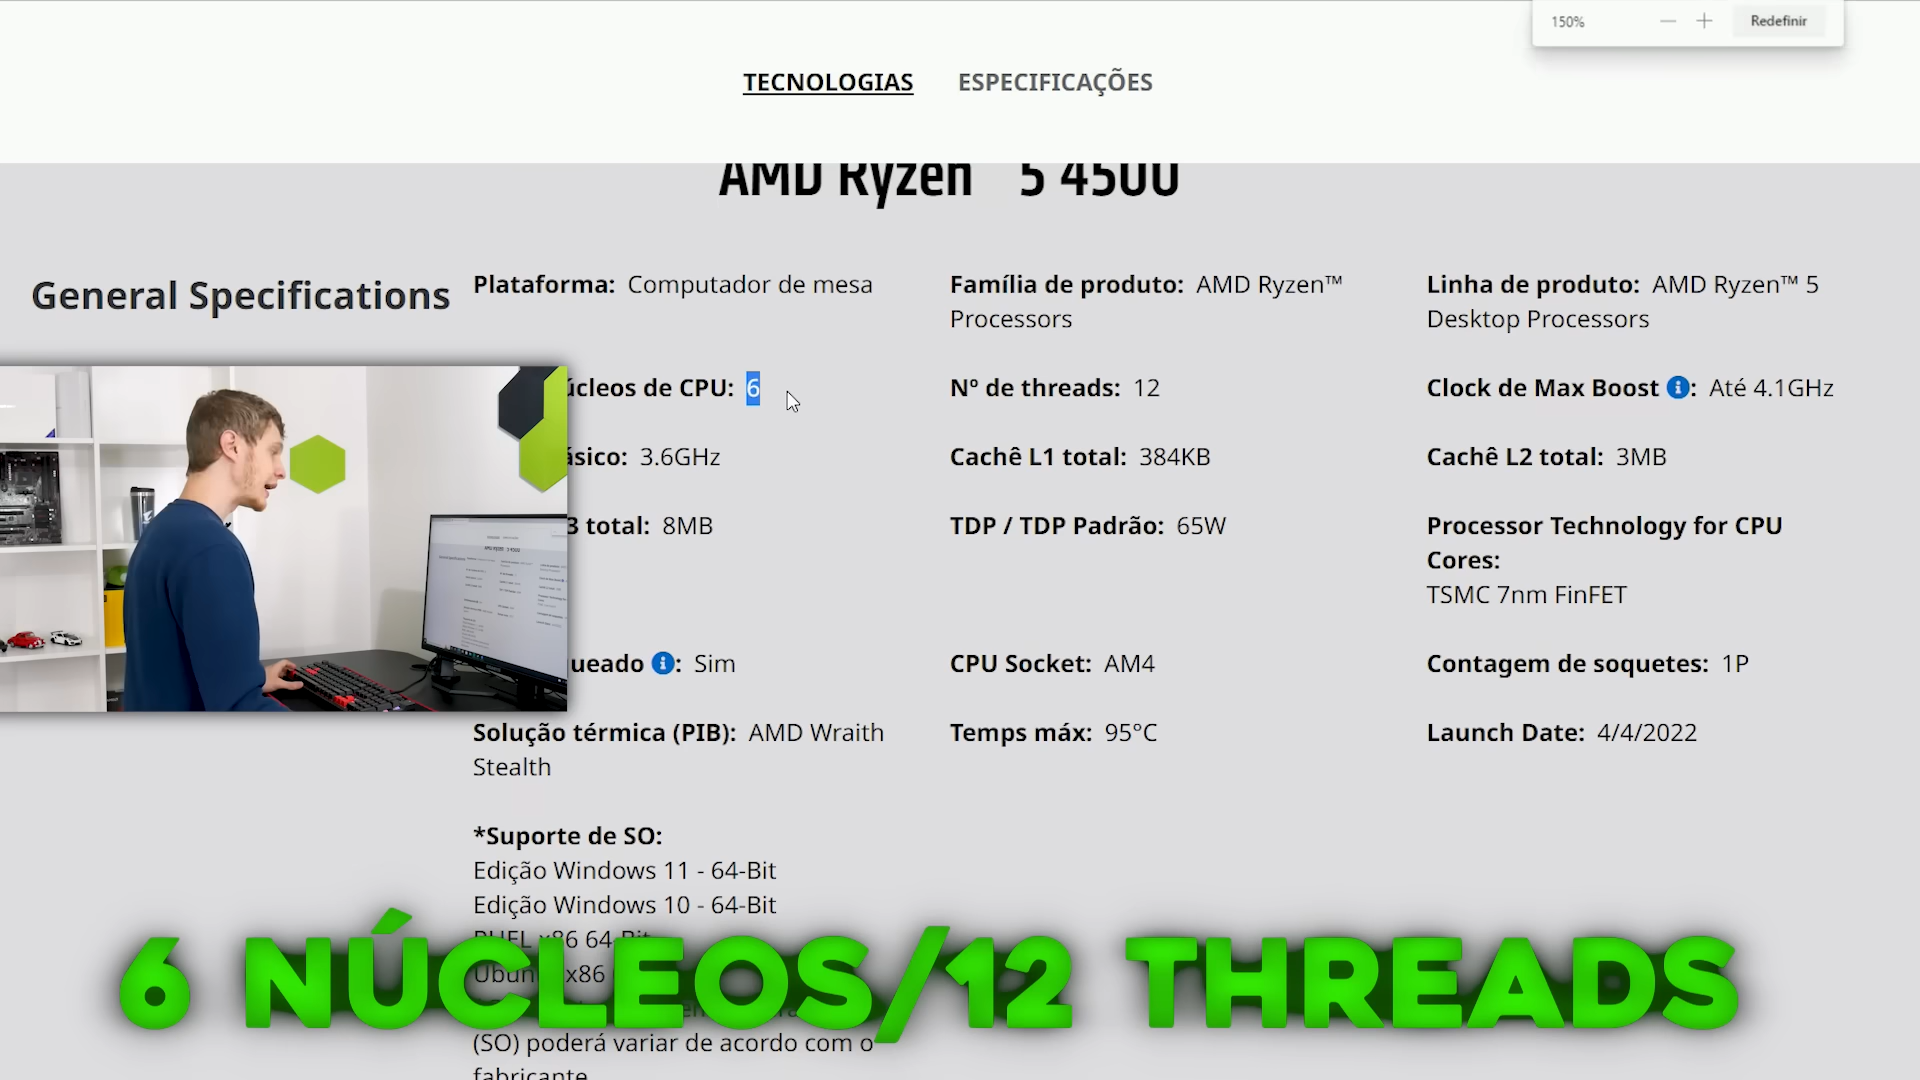 150%
Redefinir
TECNOLOGIAS ESPECIFICAÇÕES
AMD Ryzen 5 4500
General Specifications
Plataforma: Computador de mesa
Família de produto: AMD Ryzen™
Processors
Linha de produto: AMD Ryzen™ 5
Desktop Processors
úcleos de CPU: 6
Nº de threads: 12
Clock de Max Boost: Até 4.1GHz
ásico: 3.6GHz
Cachê L1 total: 384KB
Cachê L2 total: 3MB
3 total: 8MB
TDP / TDP Padrão: 65W
Processor Technology for CPU
Cores:
TSMC 7nm FinFET
ueado: Sim
CPU Socket: AM4
Contagem de soquetes: 1P
Solução térmica (PIB): AMD Wraith
Stealth
Temps máx: 95°C
Launch Date: 4/4/2022
*Suporte de SO:
Edição Windows 11 - 64-Bit
Edição Windows 10 - 64-Bit
RHEL x86 64-Bit
x86
6 NÚCLEOS/12 THREADS
(SO) poderá variar de acordo com o
fabricante